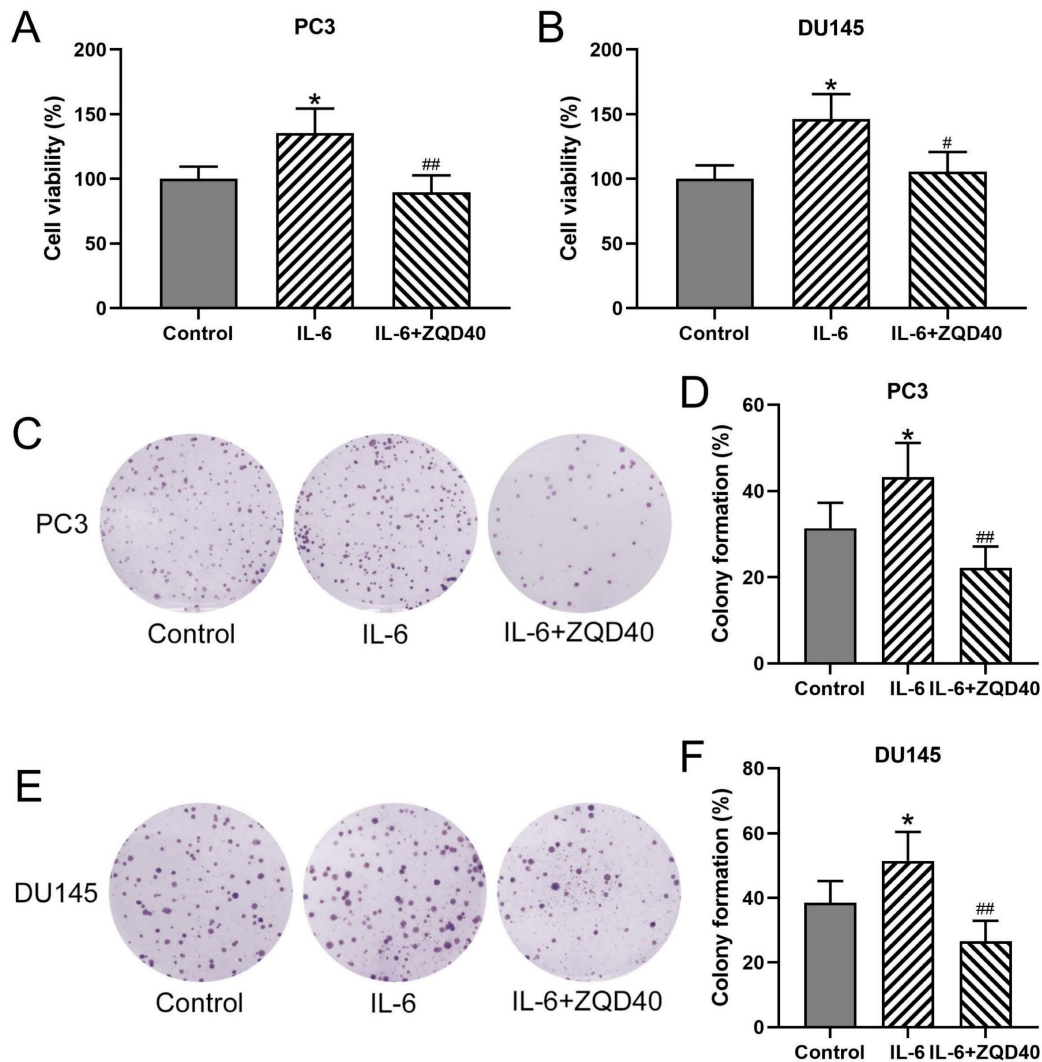 A
PC3
Cell viability (%)
200
150
100
50
0
*
##
Control
IL-6
IL-6+ZQD40
B
DU145
Cell viability (%)
200
150
100
50
0
*
#
Control
IL-6
IL-6+ZQD40
C
PC3
Control
IL-6
IL-6+ZQD40
D
PC3
Colony formation (%)
60
40
20
0
*
##
Control
IL-6
IL-6+ZQD40
E
DU145
Control
IL-6
IL-6+ZQD40
F
DU145
Colony formation (%)
80
60
40
20
0
*
##
Control
IL-6
IL-6+ZQD40